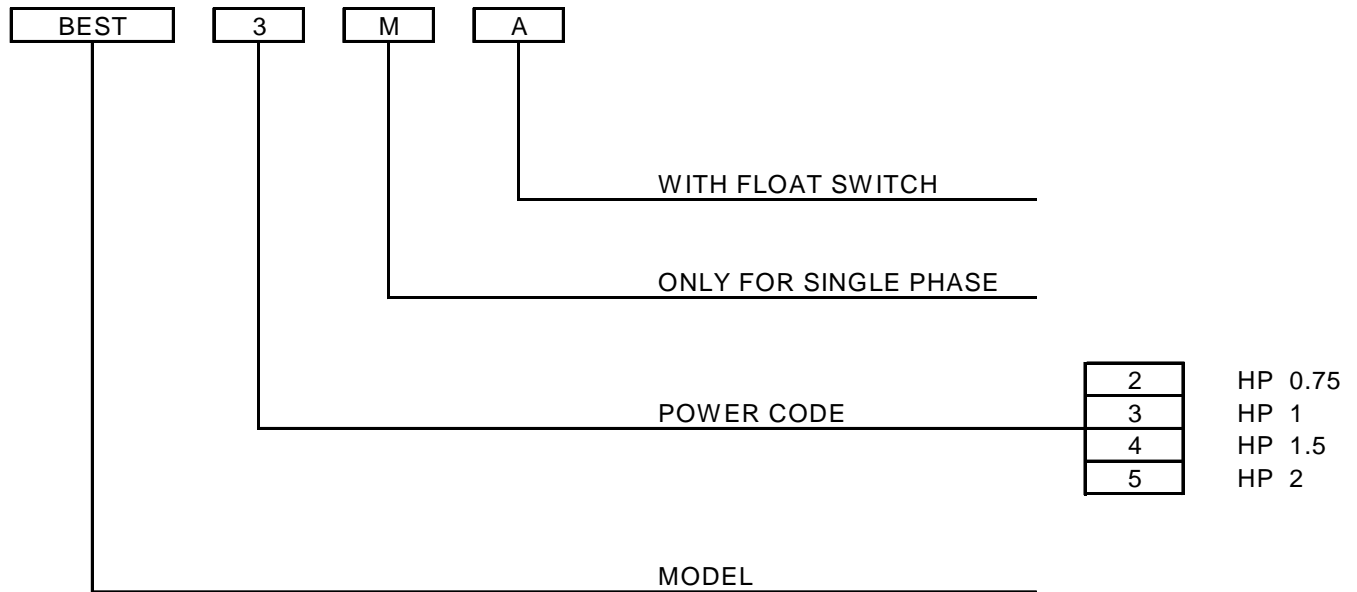 BEST 3 M A
WITH FLOAT SWITCH
ONLY FOR SINGLE PHASE
2 HP 0.75
POWER CODE 3 HP 1
4 HP 1.5
5 HP 2
MODEL